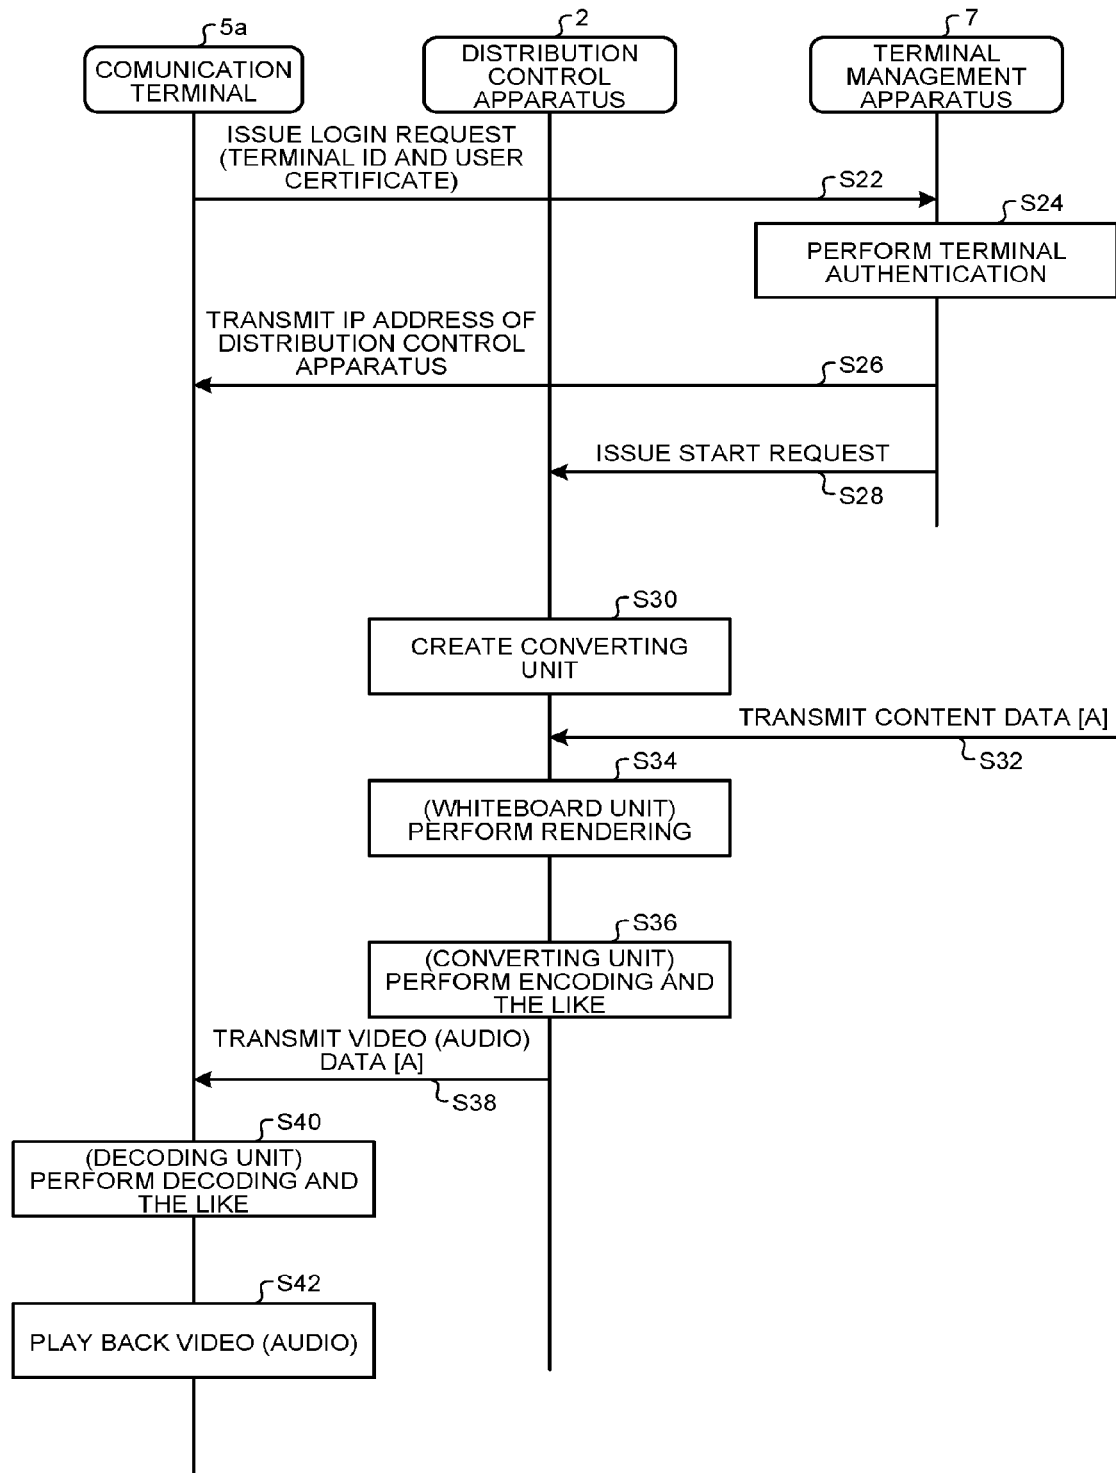 5a
2
7
COMUNICATION
TERMINAL
DISTRIBUTION
CONTROL
APPARATUS
TERMINAL
MANAGEMENT
APPARATUS
ISSUE LOGIN REQUEST
(TERMINAL ID AND USER
CERTIFICATE)
S22
S24
PERFORM TERMINAL
AUTHENTICATION
TRANSMIT IP ADDRESS OF
DISTRIBUTION CONTROL
APPARATUS
S26
ISSUE START REQUEST
S28
S30
CREATE CONVERTING
UNIT
TRANSMIT CONTENT DATA [A]
S32
S34
(WHITEBOARD UNIT)
PERFORM RENDERING
S36
(CONVERTING UNIT)
PERFORM ENCODING AND
THE LIKE
TRANSMIT VIDEO (AUDIO)
DATA [A]
S38
S40
(DECODING UNIT)
PERFORM DECODING AND
THE LIKE
S42
PLAY BACK VIDEO (AUDIO)